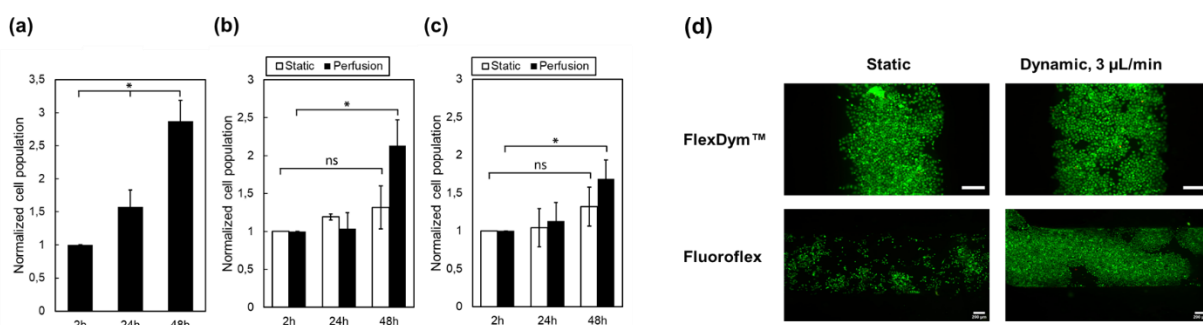 (a)
Normalized cell population
3,5
3
2,5
2
1,5
1
0,5
0
*
2h 24h 48h
(b)
Static Perfusion
Normalized cell population
3
2,5
2
1,5
1
0,5
0
*
ns
2h 24h 48h
(c)
Static Perfusion
Normalized cell population
3
2,5
2
1,5
1
0,5
0
*
ns
2h 24h 48h
(d)
Static Dynamic, 3 µL/min
FlexDym™
Fluoroflex
200 µm